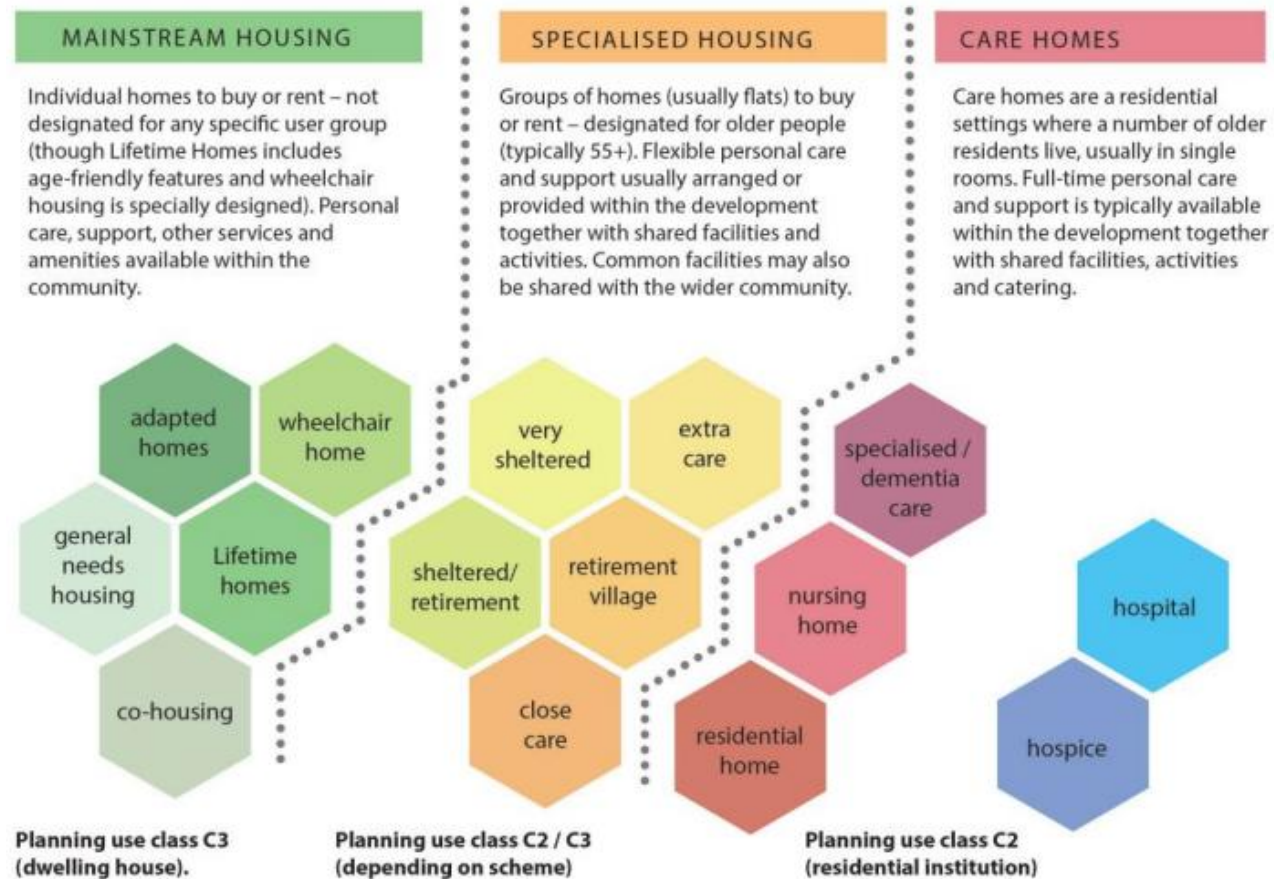 MAINSTREAM HOUSING
Individual homes to buy or rent – not
designated for any specific user group
(though Lifetime Homes includes
age-friendly features and wheelchair
housing is specially designed). Personal
care, support, other services and
amenities available within the
community.
SPECIALISED HOUSING
Groups of homes (usually flats) to buy
or rent – designated for older people
(typically 55+). Flexible personal care
and support usually arranged or
provided within the development
together with shared facilities and
activities. Common facilities may also
be shared with the wider community.
CARE HOMES
Care homes are a residential
settings where a number of older
residents live, usually in single
rooms. Full-time personal care
and support is typically available
within the development together
with shared facilities, activities
and catering.
adapted
homes
wheelchair
home
general
needs
housing
Lifetime
homes
co-housing
very
sheltered
extra
care
sheltered/
retirement
retirement
village
close
care
specialised /
dementia
care
nursing
home
residential
home
hospital
hospice
Planning use class C3
(dwelling house).
Planning use class C2 / C3
(depending on scheme)
Planning use class C2
(residential institution)